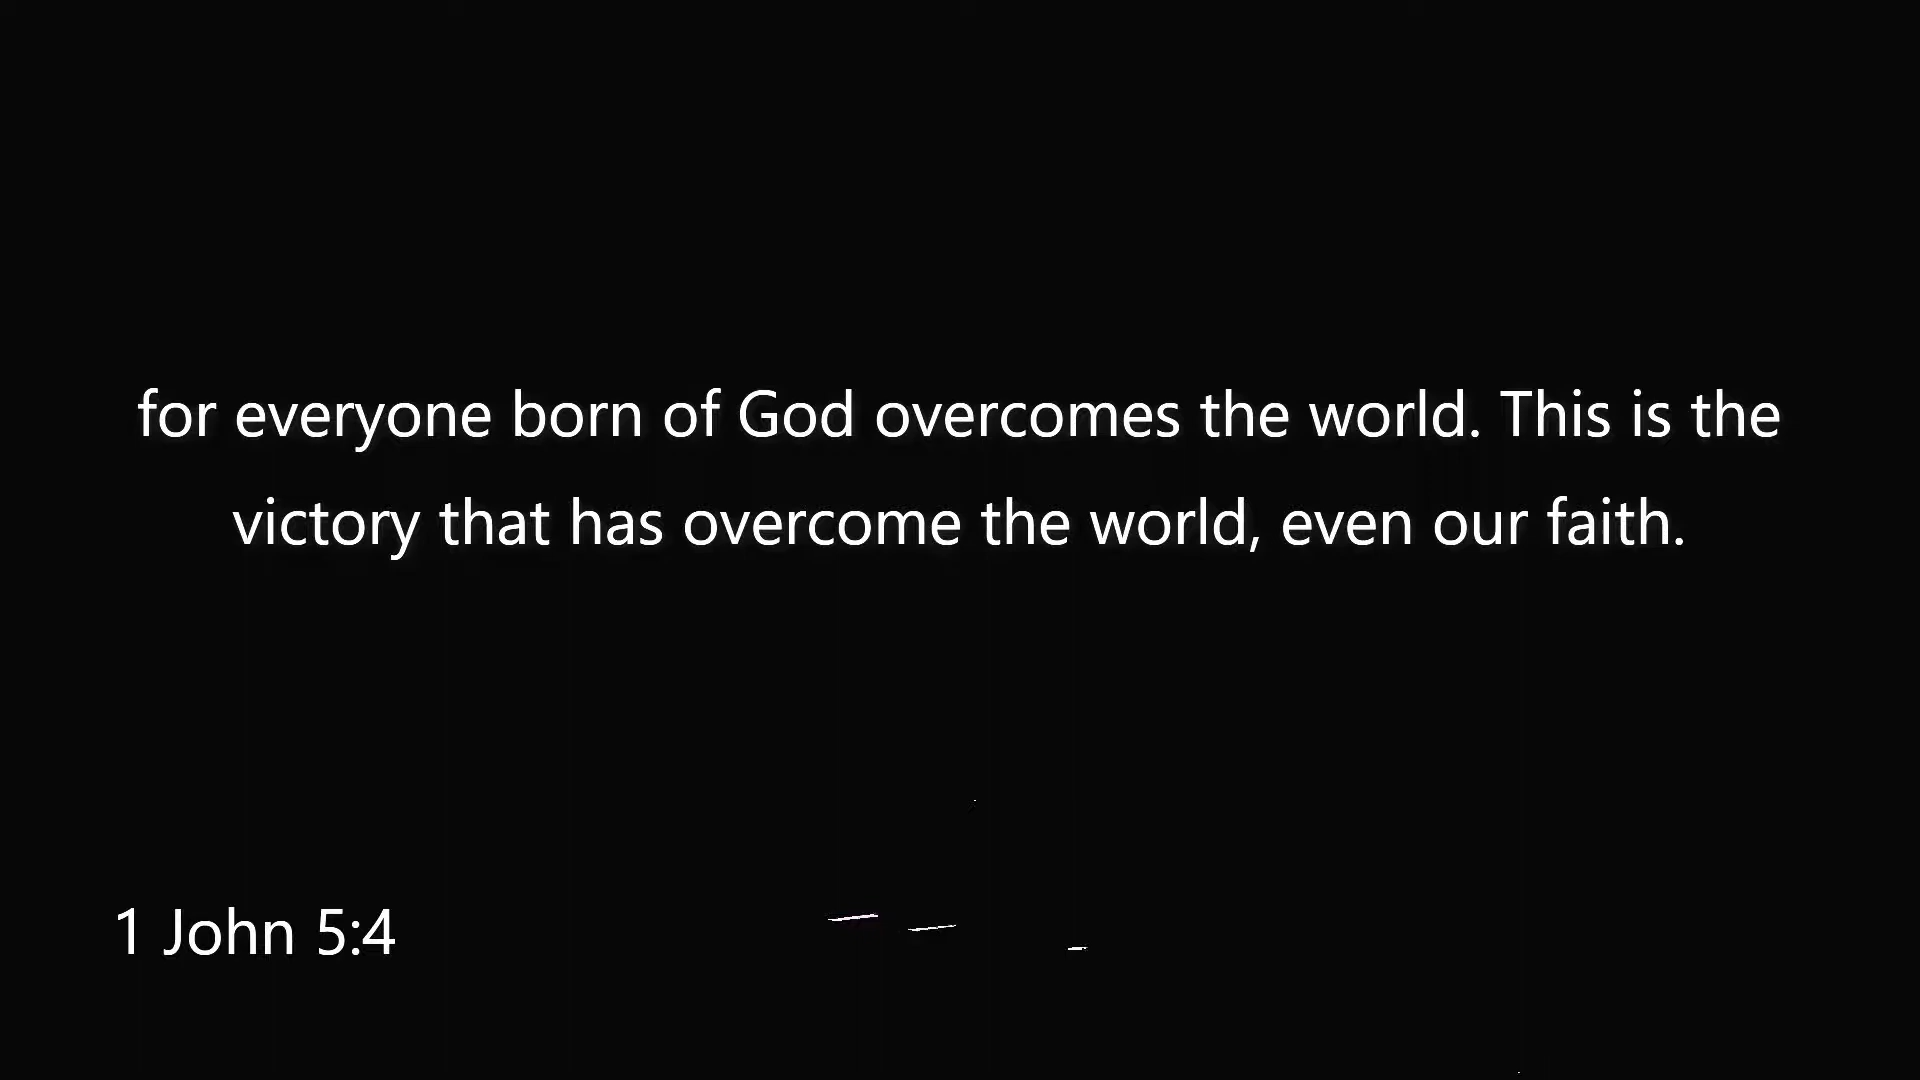 for everyone born of God overcomes the world. This is the
victory that has overcome the world, even our faith.
1 John 5:4